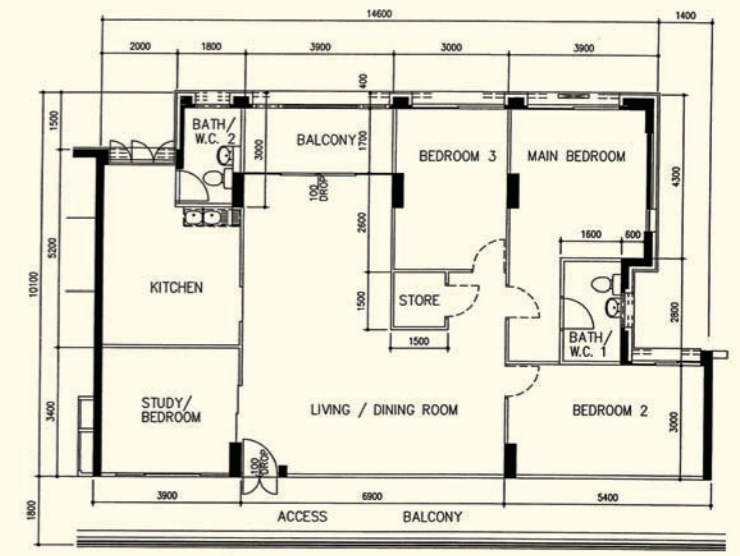 14600
1400
2000
1800
3900
3000
3900
400
1500
BATH/
W.C. 2
3000
BALCONY
1700
BEDROOM 3
MAIN BEDROOM
4300
100
DROP
2600
1600
600
5200
10100
KITCHEN
STORE
1500
1500
BATH/
W.C. 1
2800
STUDY/
BEDROOM
3400
LIVING / DINING ROOM
BEDROOM 2
3000
100
DROP
3900
6900
5400
1800
ACCESS BALCONY